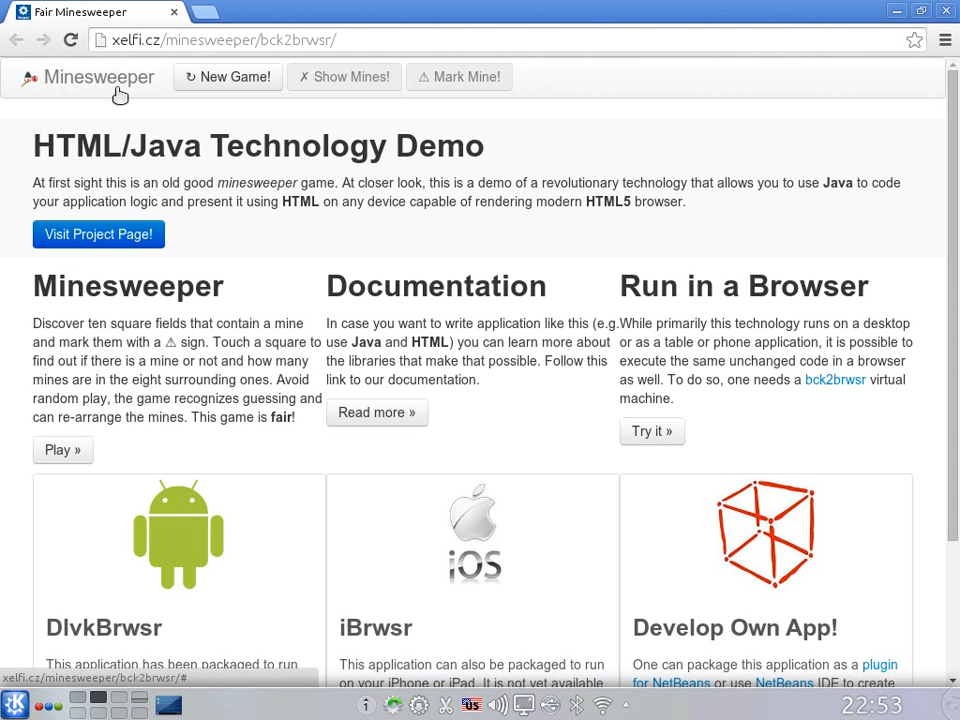 Fair Minesweeper
xelfi.cz/minesweeper/bck2brwsr/
Minesweeper
↻ New Game!
✗ Show Mines!
⚠ Mark Mine!
HTML/Java Technology Demo
At first sight this is an old good minesweeper game. At closer look, this is a demo of a revolutionary technology that allows you to use Java to code
your application logic and present it using HTML on any device capable of rendering modern HTML5 browser.
Visit Project Page!
Minesweeper
Discover ten square fields that contain a mine
and mark them with a ⚠ sign. Touch a square to
find out if there is a mine or not and how many
mines are in the eight surrounding ones. Avoid
random play, the game recognizes guessing and
can re-arrange the mines. This game is fair!
Play »
Documentation
In case you want to write application like this (e.g.
use Java and HTML) you can learn more about
the libraries that make that possible. Follow this
link to our documentation.
Read more »
Run in a Browser
While primarily this technology runs on a desktop
or as a table or phone application, it is possible to
execute the same unchanged code in a browser
as well. To do so, one needs a bck2brwsr virtual
machine.
Try it »
DlvkBrwsr
This application has been packaged to run
iOS
iBrwsr
This application can also be packaged to run
on your iPhone or iPad. It is not yet available
Develop Own App!
One can package this application as a plugin
for NetBeans or use NetBeans IDE to create
xelfi.cz/minesweeper/bck2brwsr/#
us
22:53